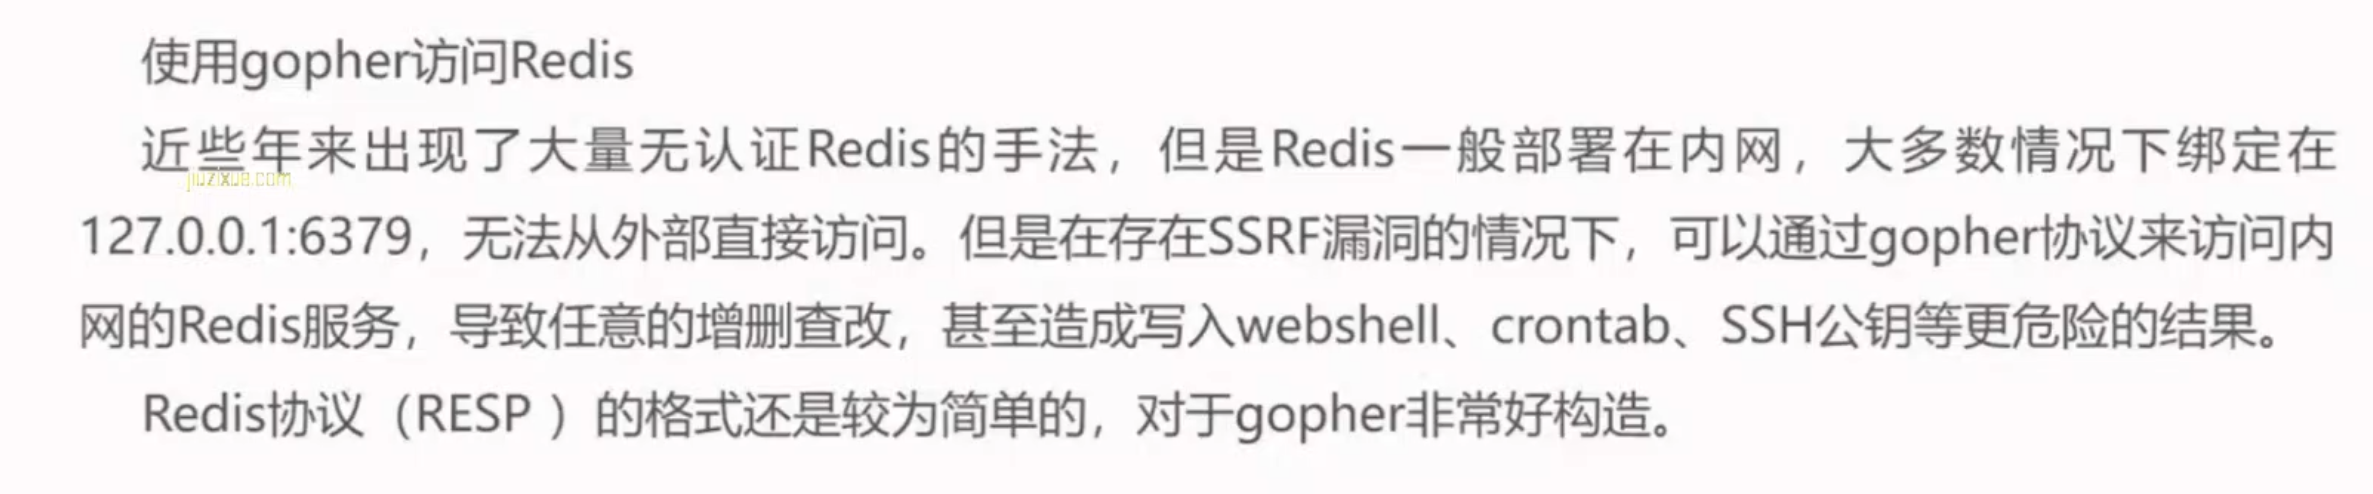 使用gopher访问Redis
近些年来出现了大量无认证Redis的手法，但是Redis一般部署在内网，大多数情况下绑定在
jiuzixue.com
127.0.0.1:6379，无法从外部直接访问。但是在存在SSRF漏洞的情况下，可以通过gopher协议来访问内
网的Redis服务，导致任意的增删查改，甚至造成写入webshell、crontab、SSH公钥等更危险的结果。
Redis协议（RESP ）的格式还是较为简单的，对于gopher非常好构造。